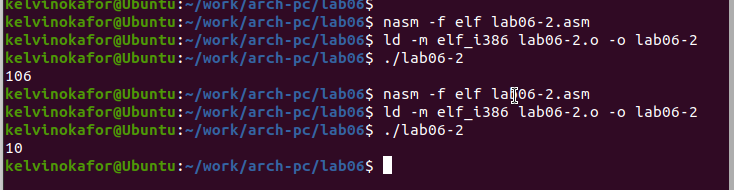 kelvinokafor@Ubuntu:~/work/arch-pc/lab06$
kelvinokafor@Ubuntu:~/work/arch-pc/lab06$ nasm -f elf lab06-2.asm
kelvinokafor@Ubuntu:~/work/arch-pc/lab06$ ld -m elf_i386 lab06-2.o -o lab06-2
kelvinokafor@Ubuntu:~/work/arch-pc/lab06$ ./lab06-2
106
kelvinokafor@Ubuntu:~/work/arch-pc/lab06$ nasm -f elf lab06-2.asm
kelvinokafor@Ubuntu:~/work/arch-pc/lab06$ ld -m elf_i386 lab06-2.o -o lab06-2
kelvinokafor@Ubuntu:~/work/arch-pc/lab06$ ./lab06-2
10
kelvinokafor@Ubuntu:~/work/arch-pc/lab06$